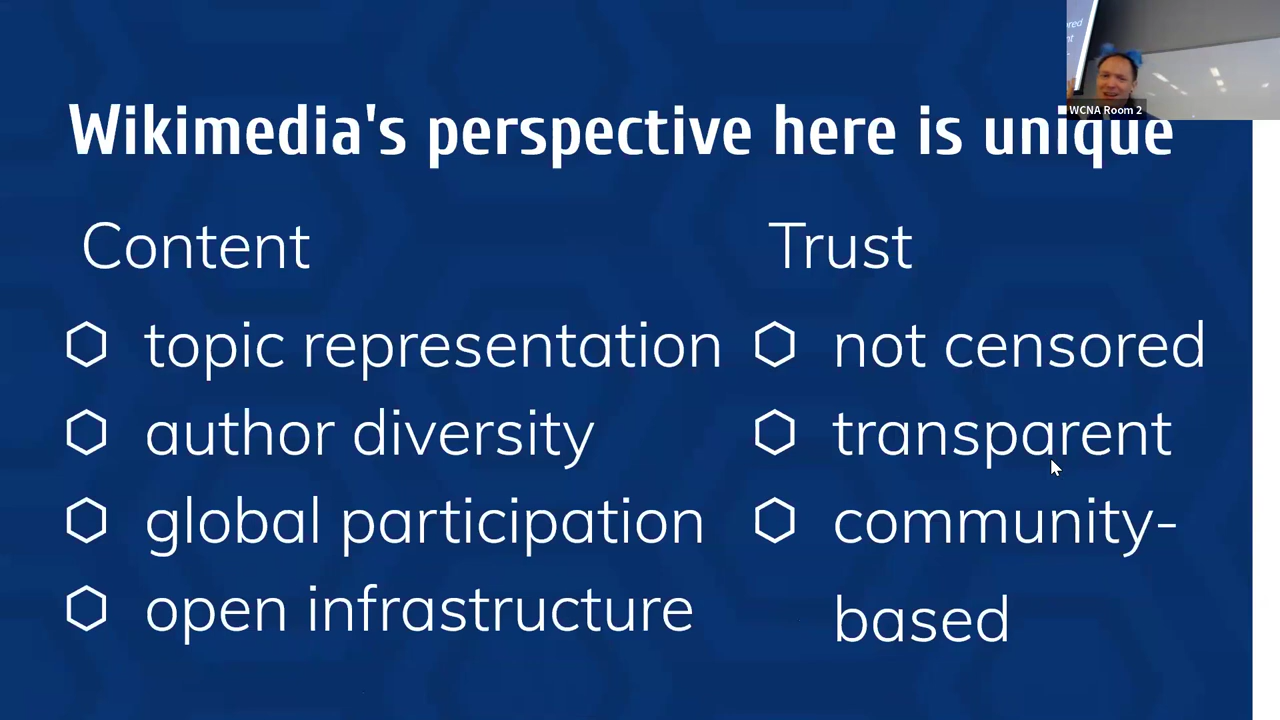 Wikimedia's perspective here is unique
WCNA Room 2
Content
topic representation
author diversity
global participation
open infrastructure
Trust
not censored
transparent
community-
based